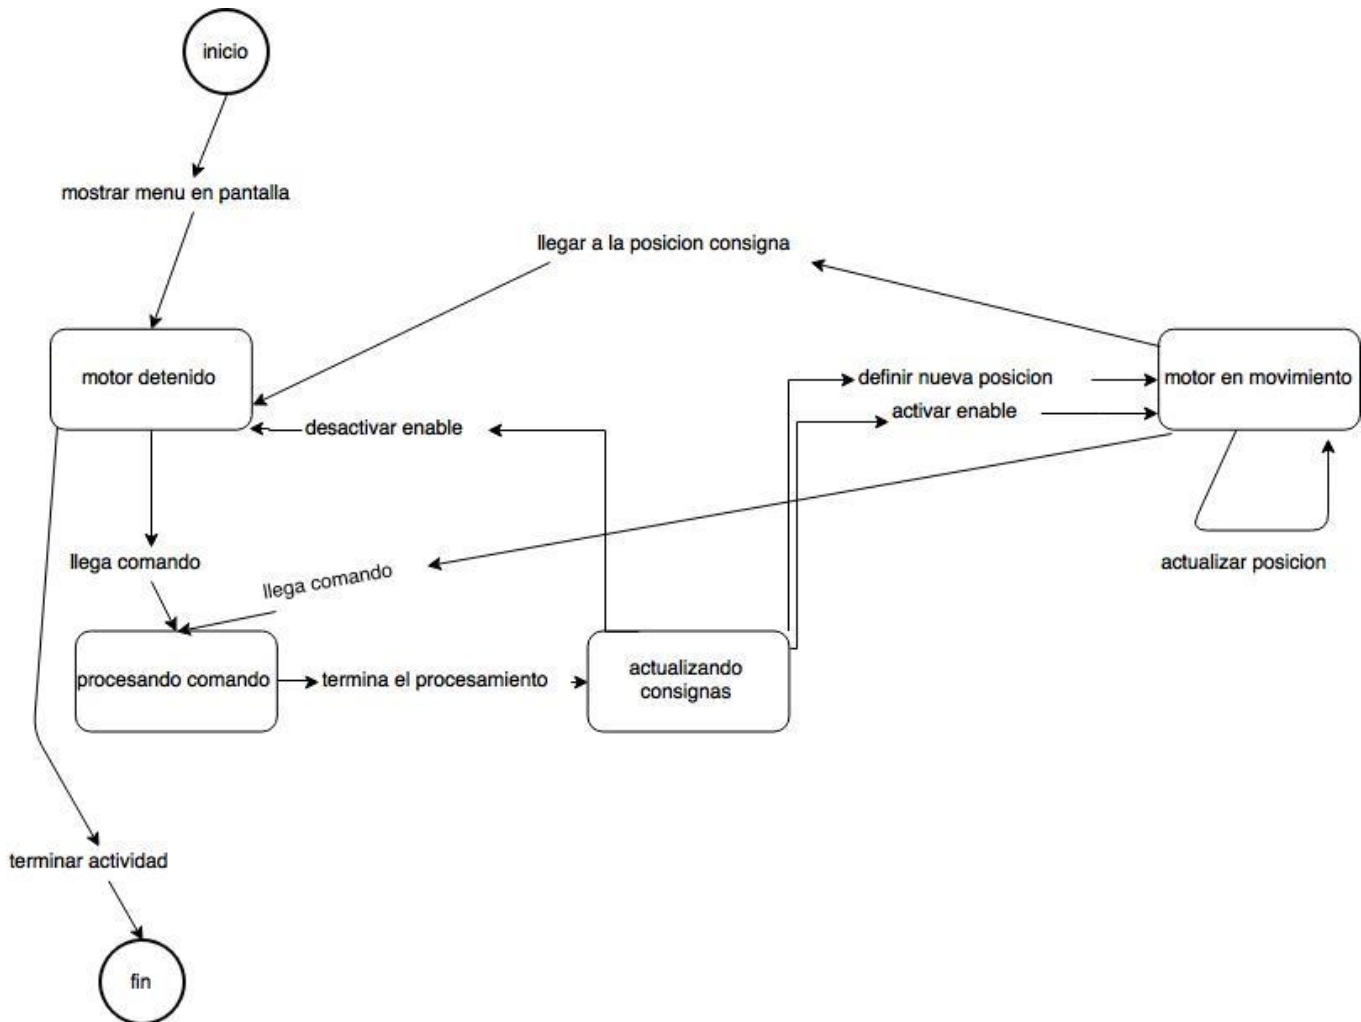 inicio
mostrar menu en pantalla
llegar a la posicion consigna
motor detenido
definir nueva posicion
motor en movimiento
activar enable
desactivar enable
llega comando
llega comando
actualizar posicion
procesando comando
termina el procesamiento
actualizando
consignas
terminar actividad
fin